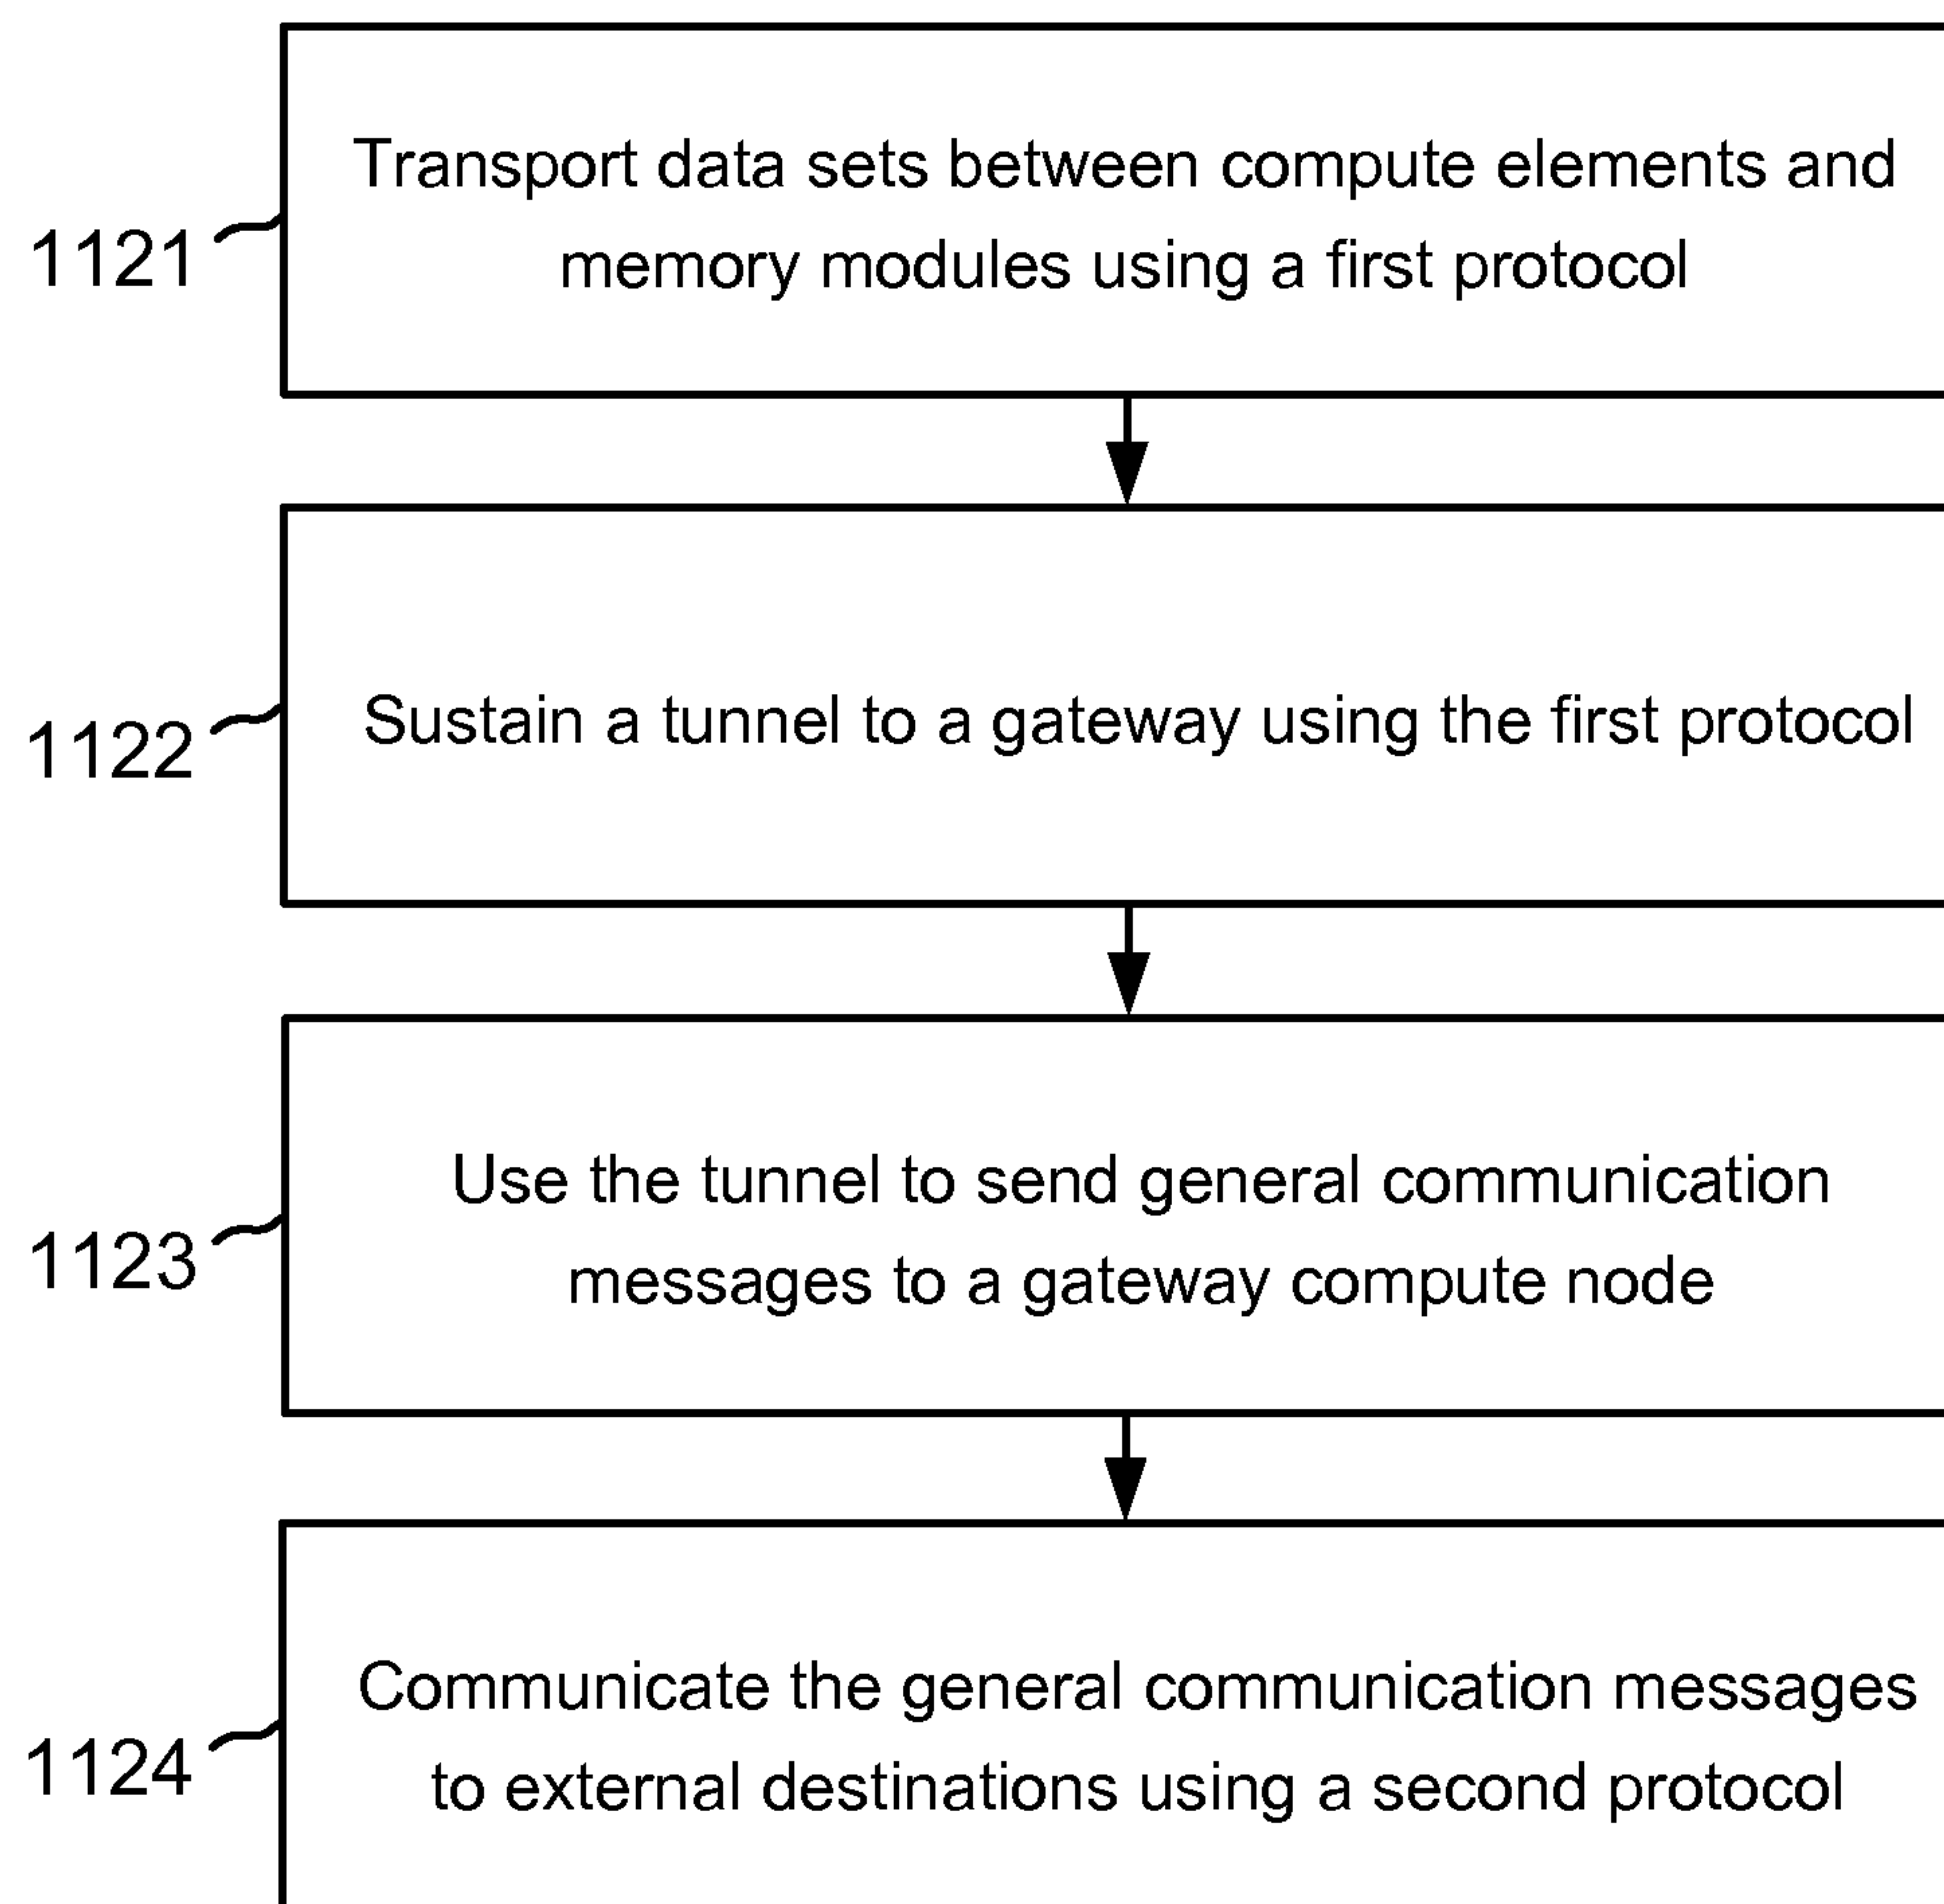 Transport data sets between compute elements and
memory modules using a first protocol
1121
Sustain a tunnel to a gateway using the first protocol
1122
Use the tunnel to send general communication
messages to a gateway compute node
1123
Communicate the general communication messages
to external destinations using a second protocol
1124